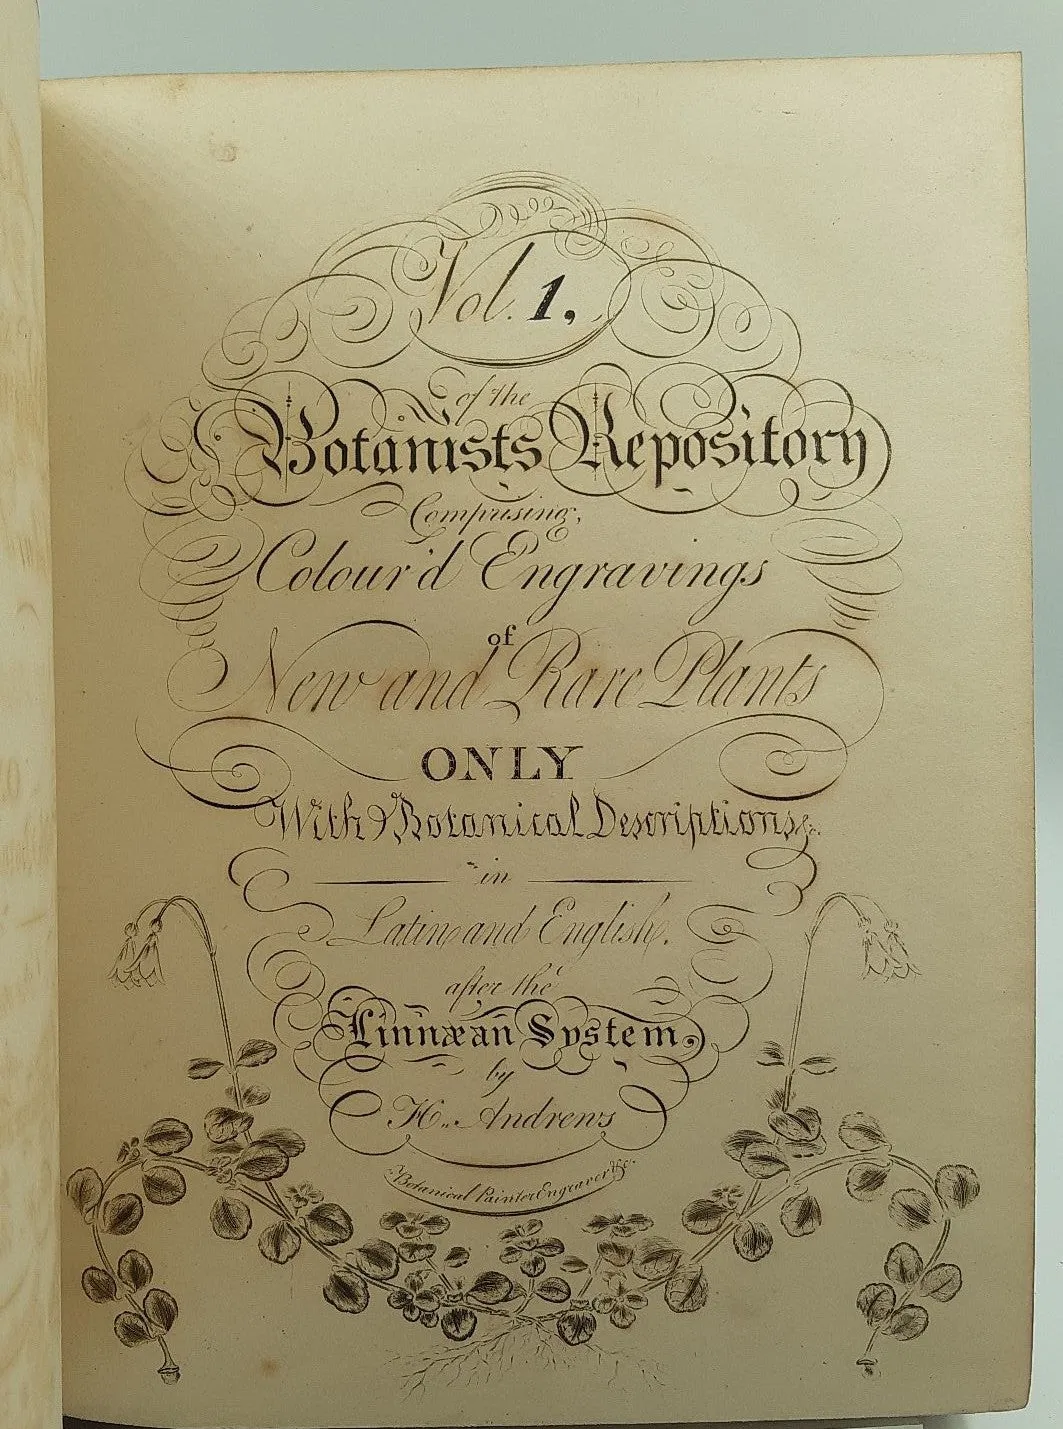 Vol. 1,
of the
Botanists Repository
Comprising,
Colour'd Engravings
of
New and Rare Plants
ONLY
With Botanical Descriptions &c.
in
Latin and English,
after the
Linnæan System,
by
H. Andrews
Botanical Painter Engraver &c.